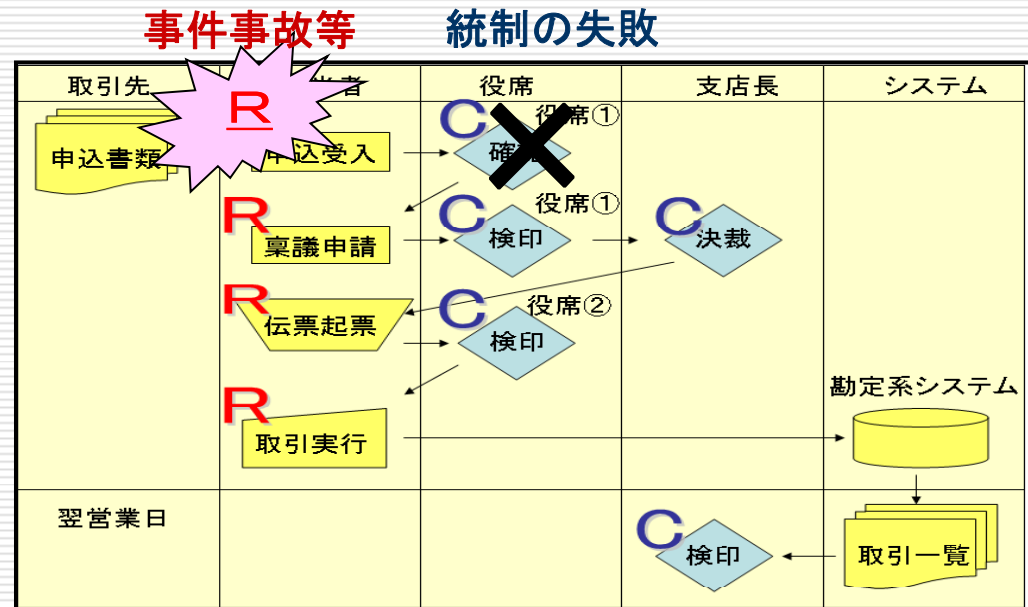 事件事故等 統制の失敗
取引先 者 役席 支店長 システム
R
C 役席①
申込書類 申込受入 確
R C 役席① C
稟議申請 検印 決裁
R C 役席②
伝票起票 検印
勘定系システム
R
取引実行
翌営業日
C 検印 取引一覧